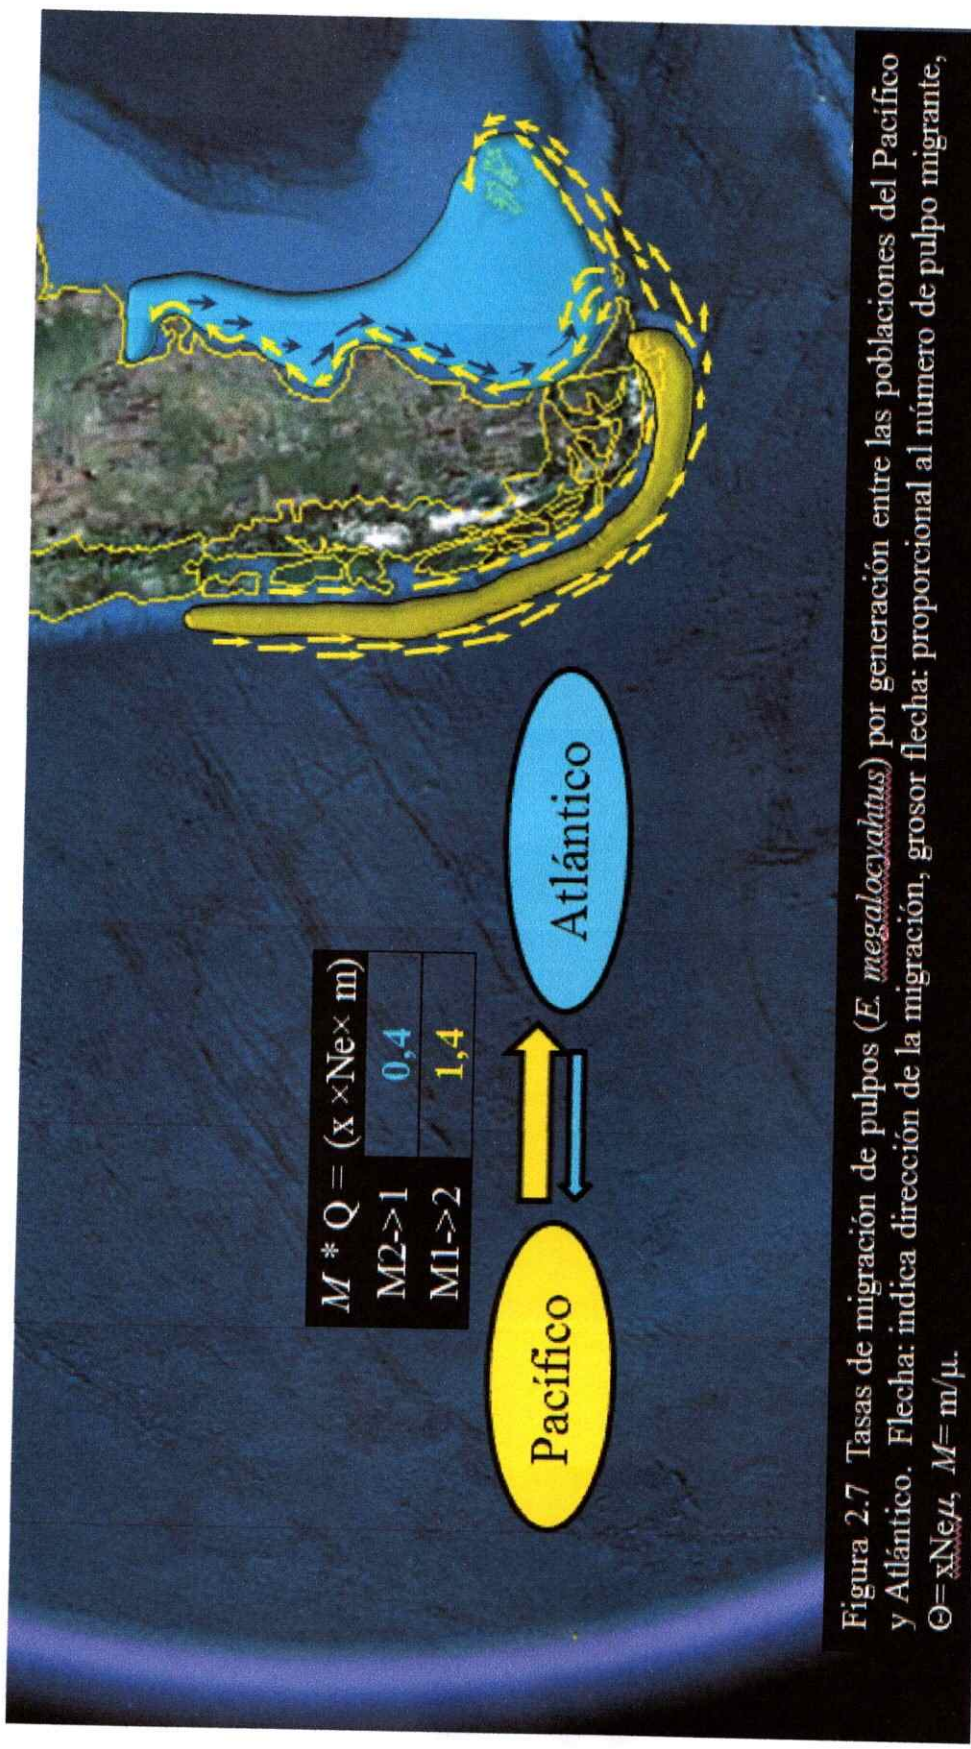 M * Q = (x ×Ne× m)
M2->1 0,4
M1->2 1,4
Pacífico
Atlántico
Figura 2.7 Tasas de migración de pulpos (E. megalocyahtus) por generación entre las poblaciones del Pacífico
y Atlántico. Flecha: indica dirección de la migración, grosor flecha: proporcional al número de pulpo migrante,
Θ= xNeμ, M= m/μ.